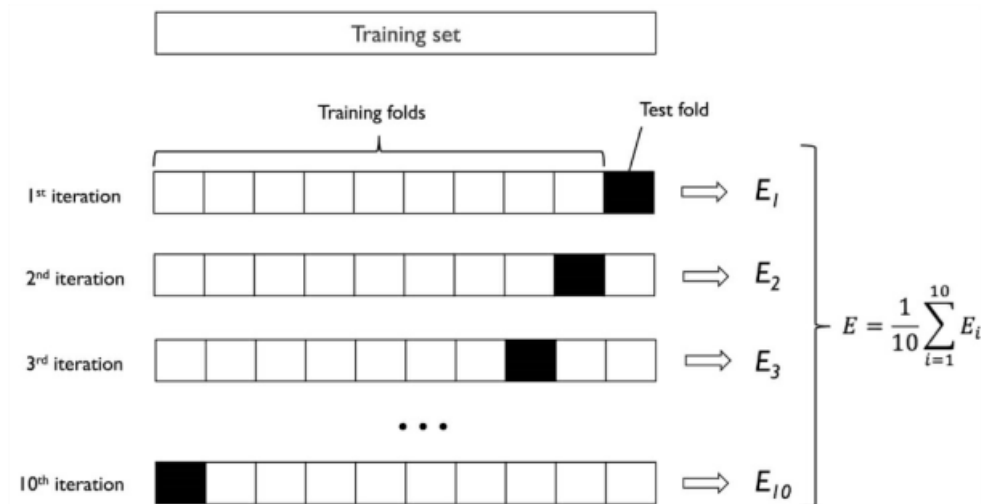 Training set
Training folds
Test fold
1st iteration
E1
2nd iteration
E2
E = 1/10 ∑ i=1 10 Ei
3rd iteration
E3
...
10th iteration
E10